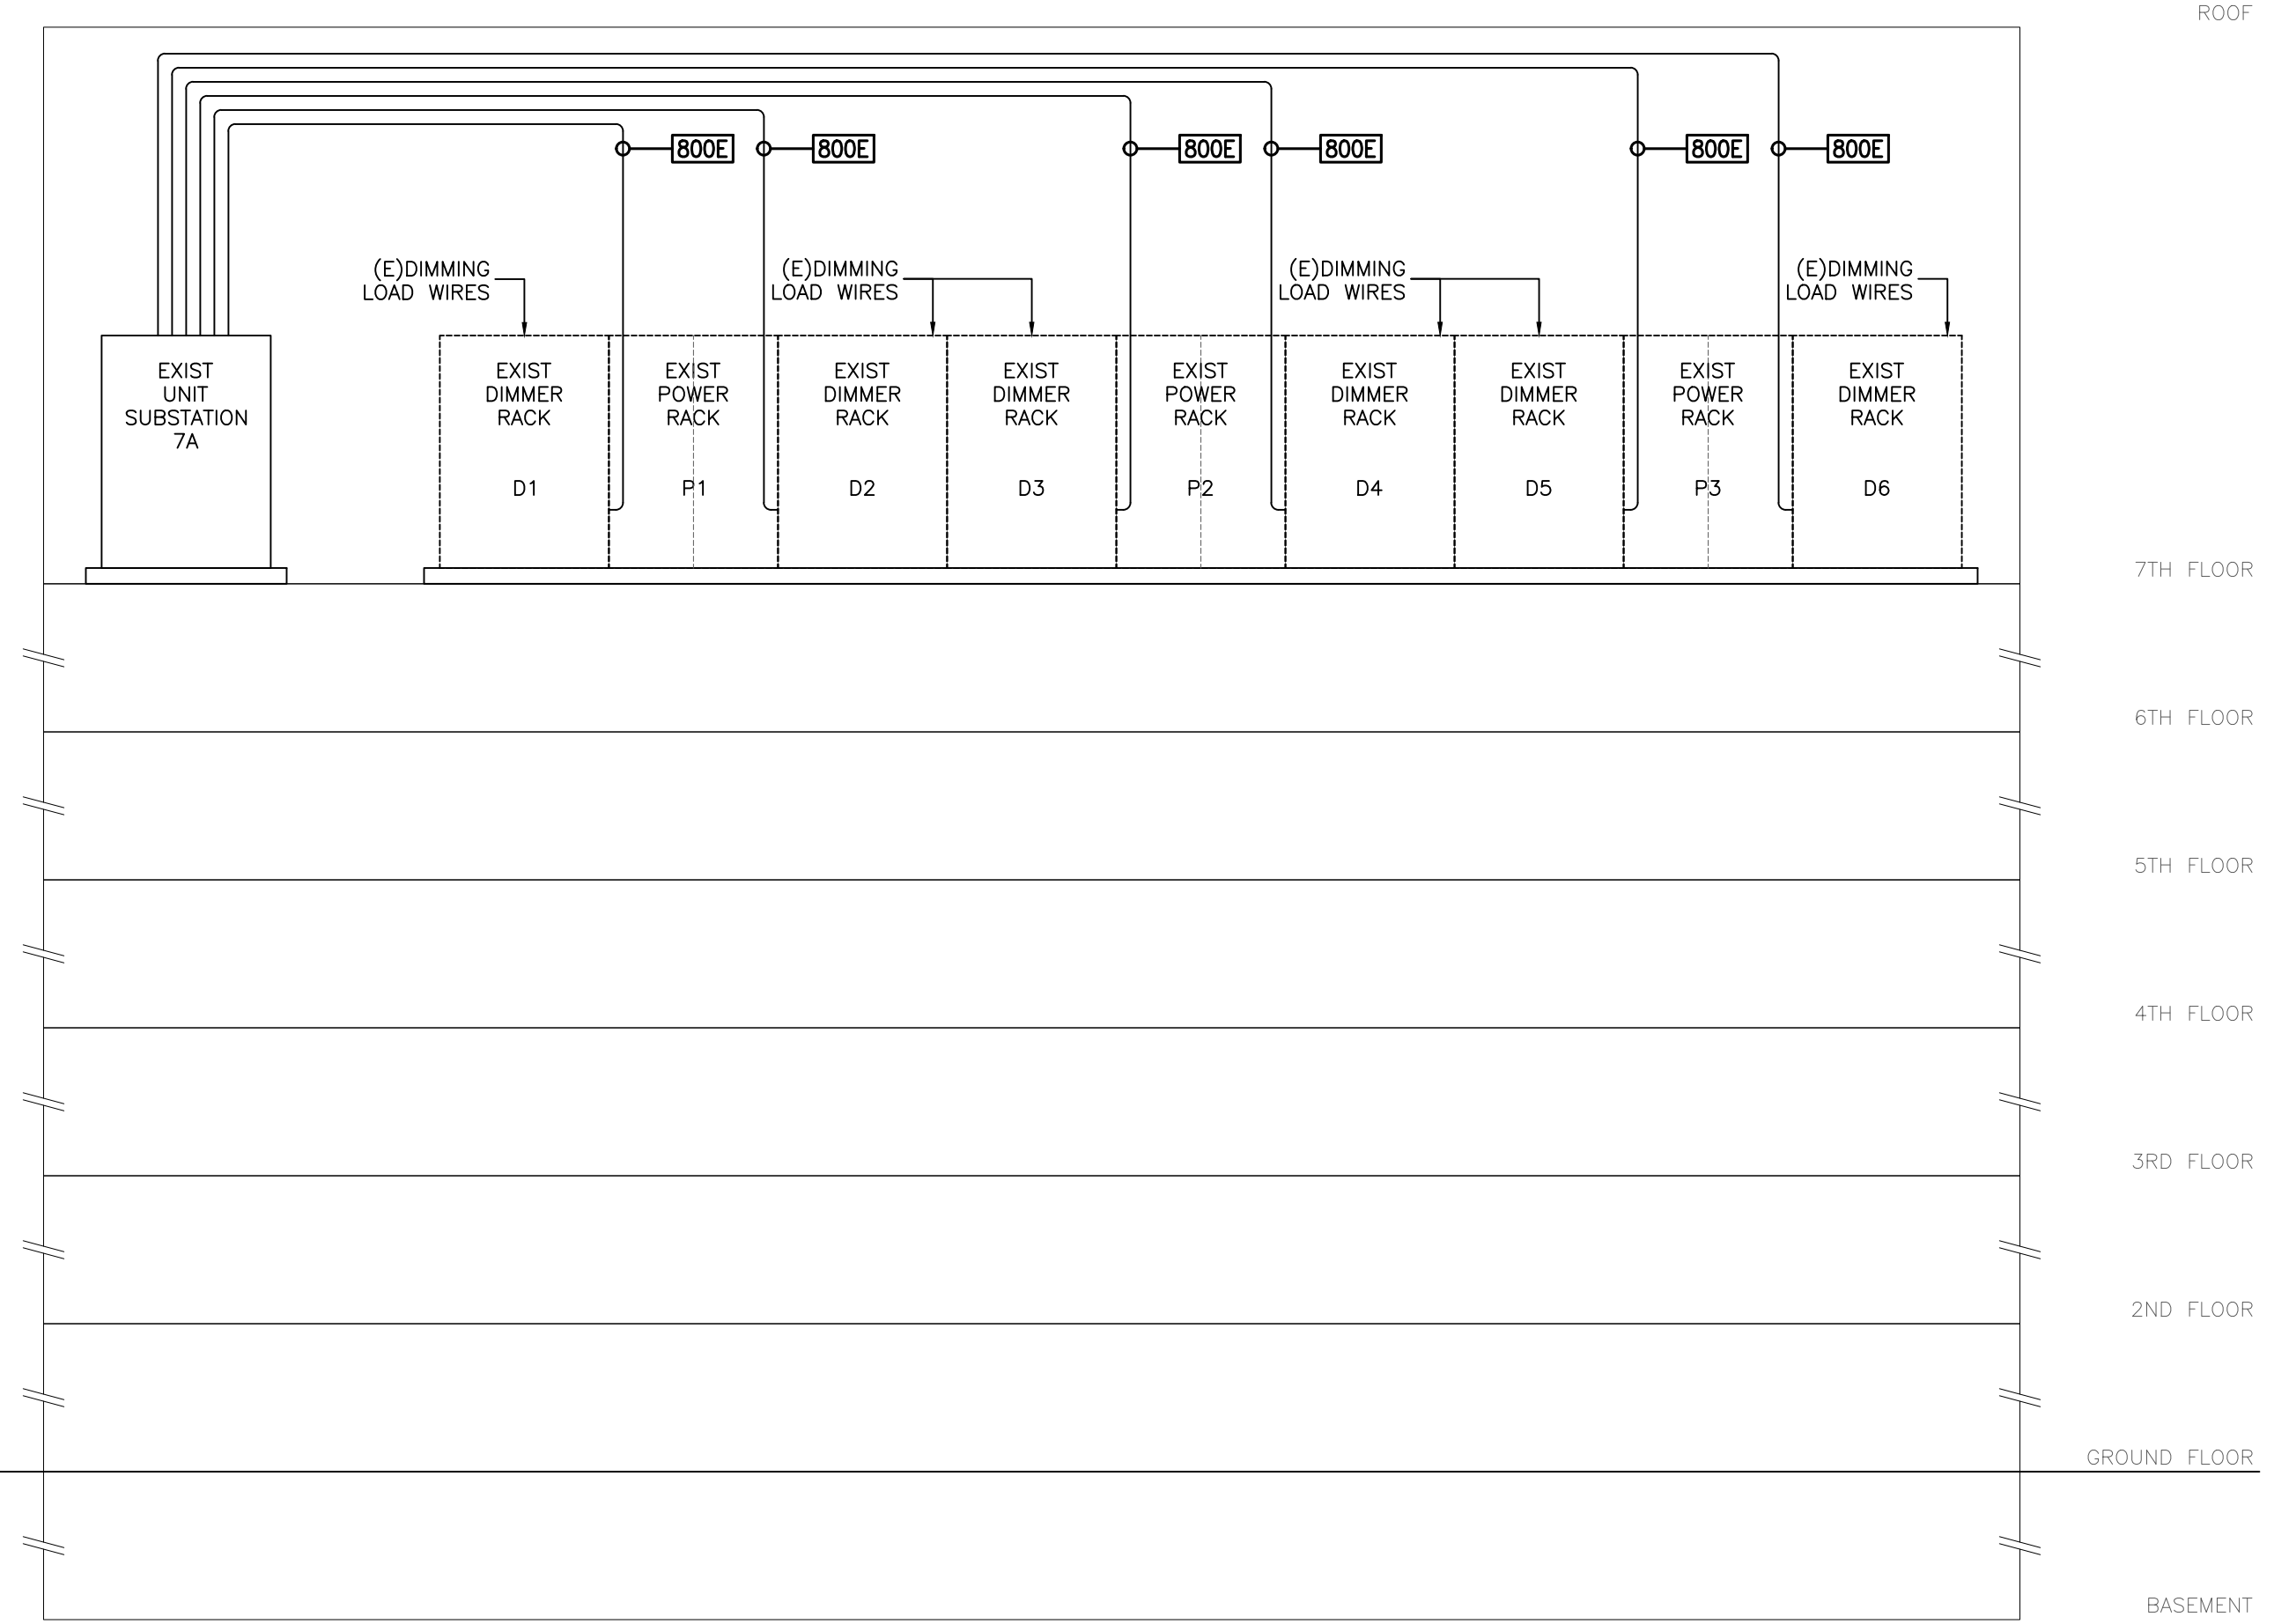 ROOF
800E
800E
800E
800E
800E
800E
(E)DIMMING
LOAD WIRES
(E)DIMMING
LOAD WIRES
(E)DIMMING
LOAD WIRES
(E)DIMMING
LOAD WIRES
EXIST
UNIT
SUBSTATION
7A
EXIST
DIMMER
RACK
D1
EXIST
POWER
RACK
P1
EXIST
DIMMER
RACK
D2
EXIST
DIMMER
RACK
D3
EXIST
POWER
RACK
P2
EXIST
DIMMER
RACK
D4
EXIST
DIMMER
RACK
D5
EXIST
POWER
RACK
P3
EXIST
DIMMER
RACK
D6
7TH FLOOR
6TH FLOOR
5TH FLOOR
4TH FLOOR
3RD FLOOR
2ND FLOOR
GROUND FLOOR
BASEMENT